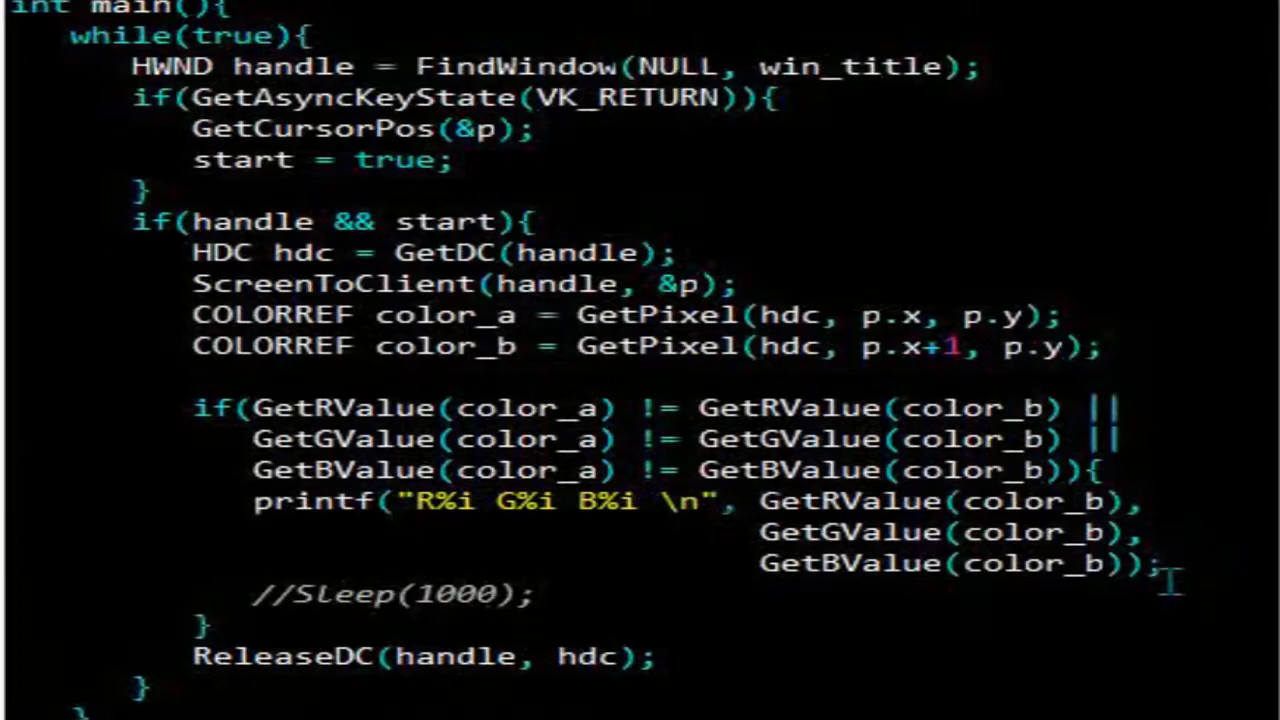 int main(){
while(true){
HWND handle = FindWindow(NULL, win_title);
if(GetAsyncKeyState(VK_RETURN)){
GetCursorPos(&p);
start = true;
}
if(handle && start){
HDC hdc = GetDC(handle);
ScreenToClient(handle, &p);
COLORREF color_a = GetPixel(hdc, p.x, p.y);
COLORREF color_b = GetPixel(hdc, p.x+1, p.y);
if(GetRValue(color_a) != GetRValue(color_b) ||
GetGValue(color_a) != GetGValue(color_b) ||
GetBValue(color_a) != GetBValue(color_b)){
printf("R%i G%i B%i \n", GetRValue(color_b),
GetGValue(color_b),
GetBValue(color_b));
//Sleep(1000);
}
ReleaseDC(handle, hdc);
}
}